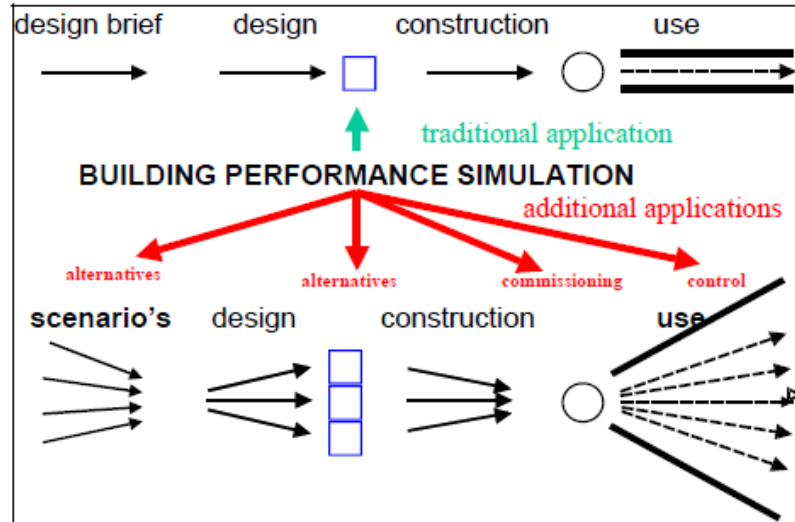 design brief design construction use
traditional application
BUILDING PERFORMANCE SIMULATION
additional applications
alternatives alternatives commissioning control
scenario's design construction use